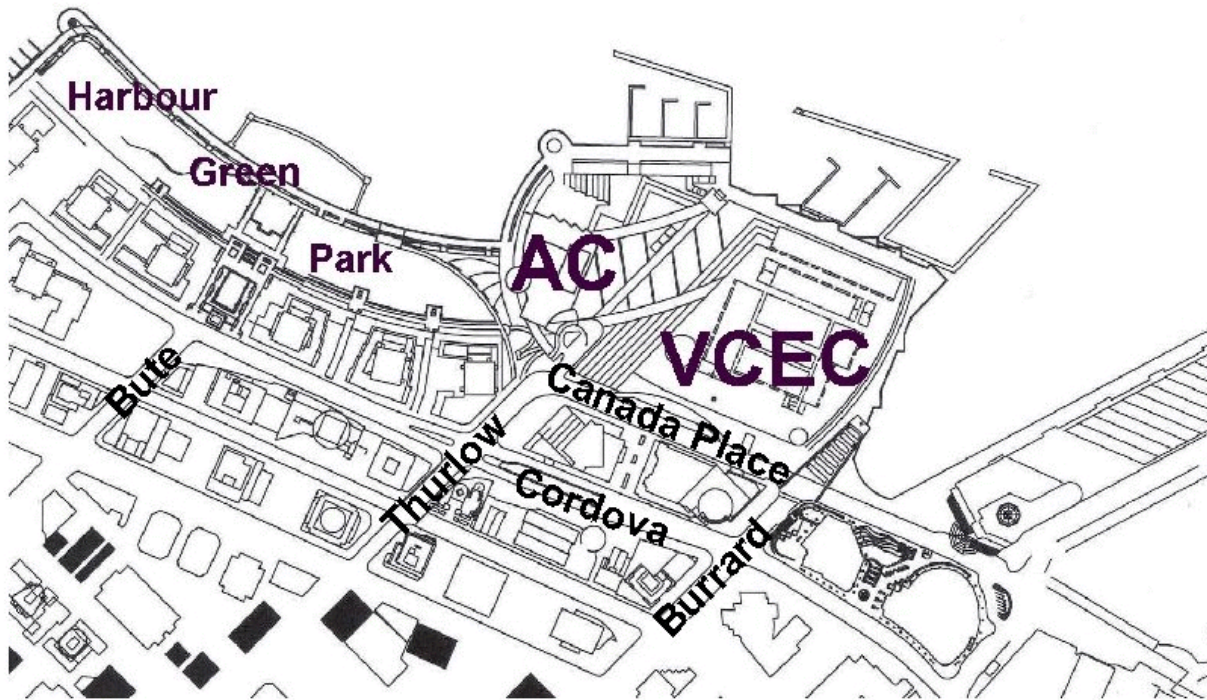 Harbour
Green
Park
AC
VCEC
Bute
Thurlow
Canada Place
Cordova
Burrard